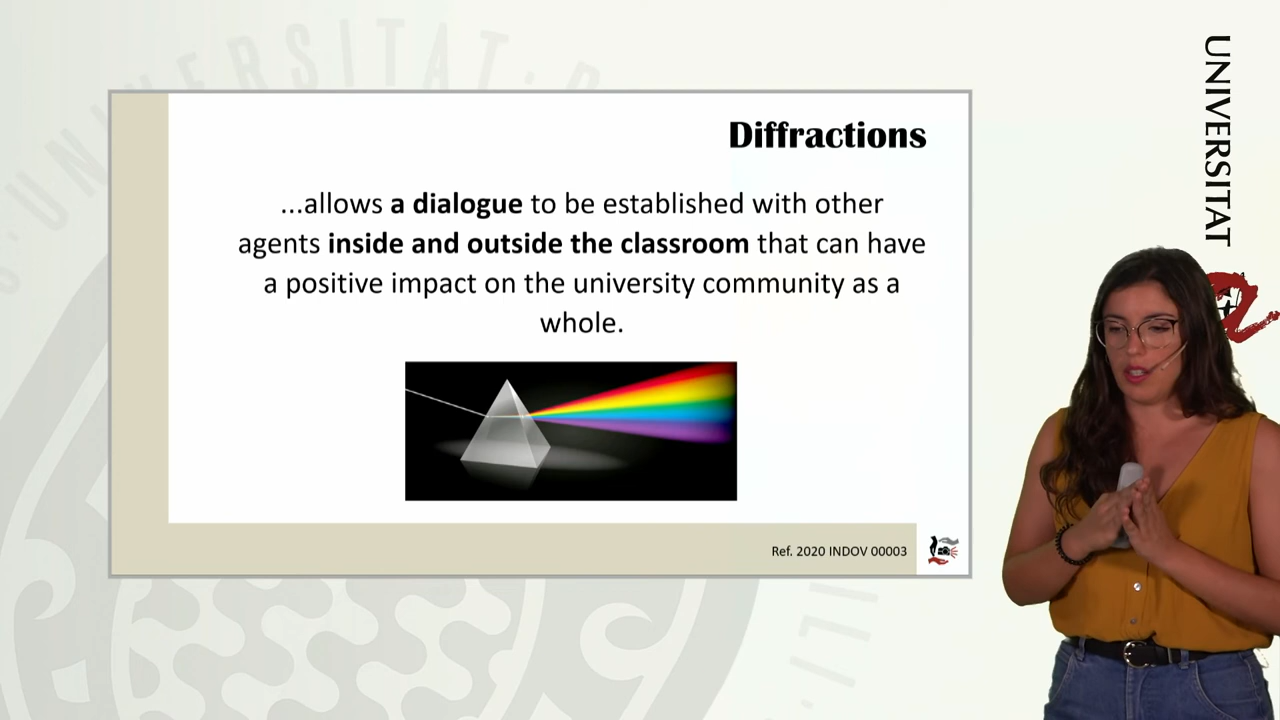 Diffractions
...allows a dialogue to be established with other
agents inside and outside the classroom that can have
a positive impact on the university community as a
whole.
Ref. 2020 INDOV 00003
UNIVERSITAT
UNIVERSITAT